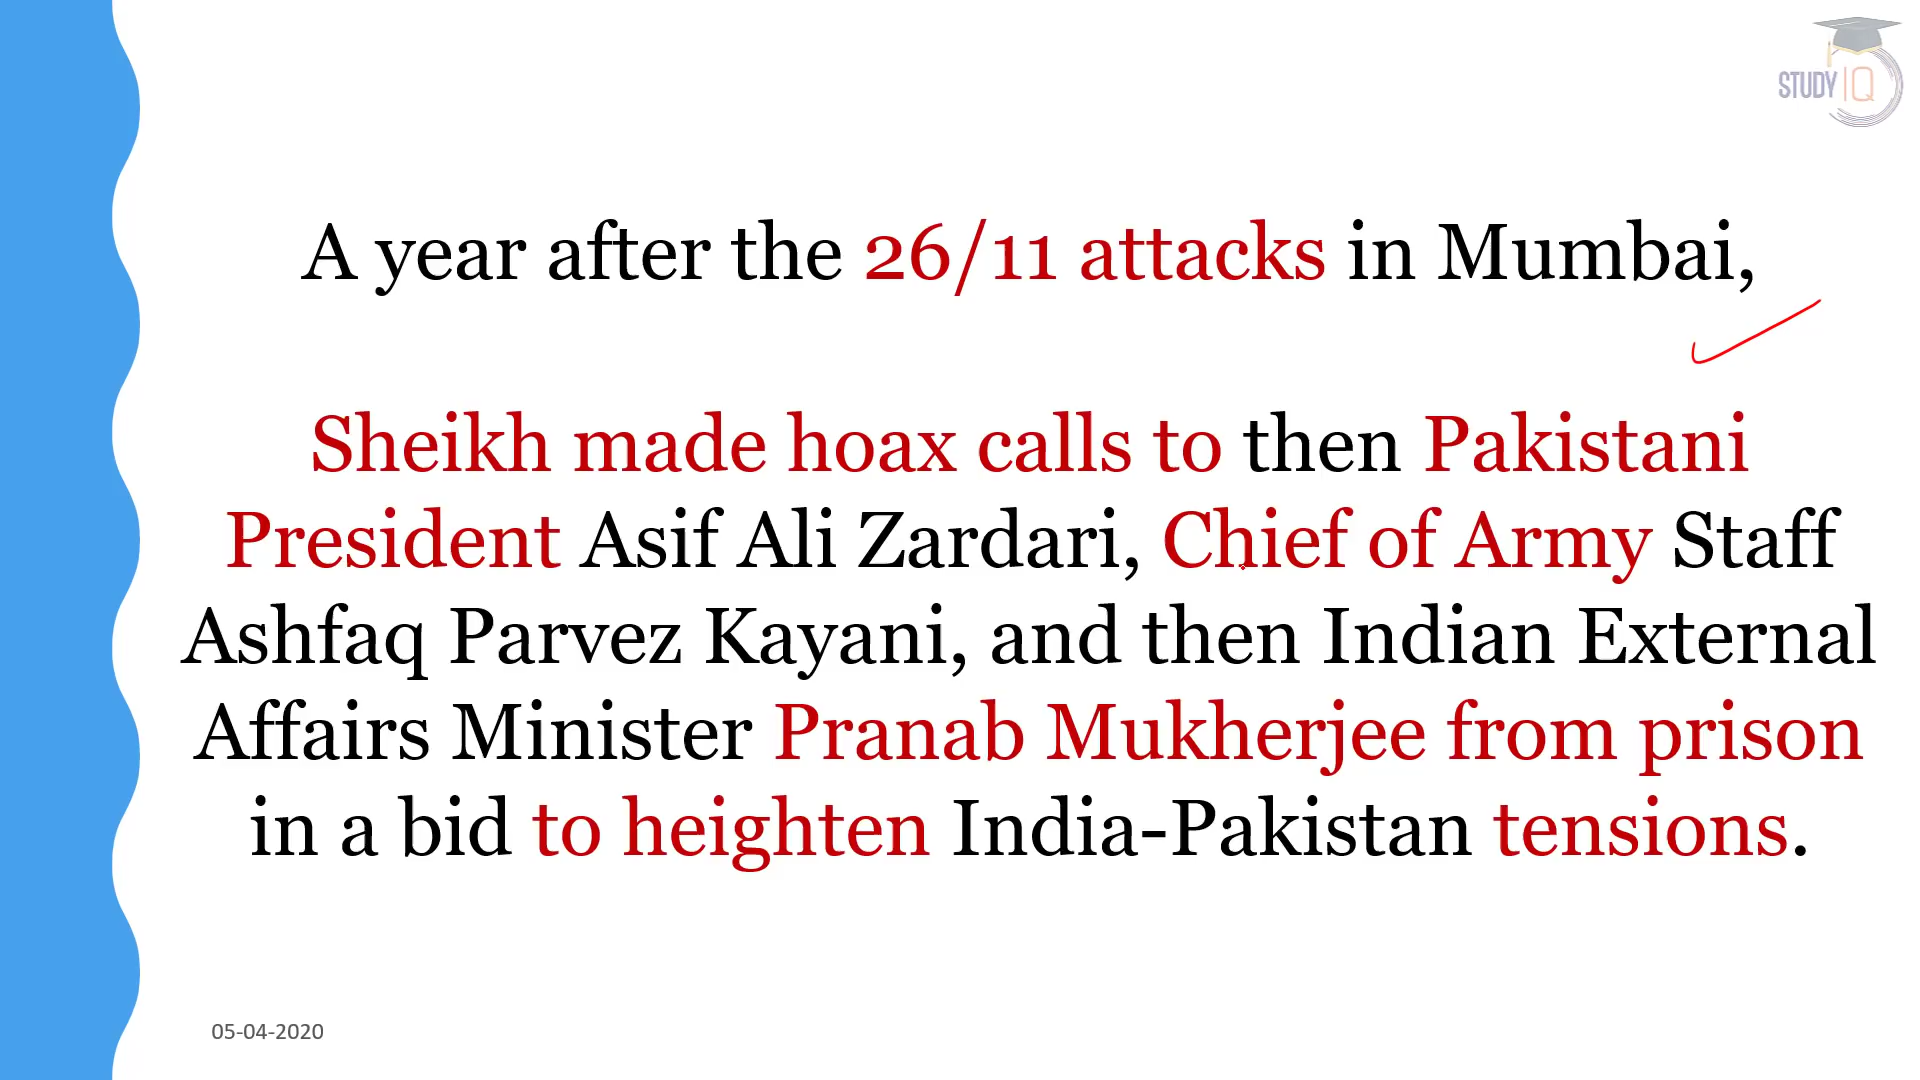 STUDY IQ
A year after the 26/11 attacks in Mumbai,
Sheikh made hoax calls to then Pakistani
President Asif Ali Zardari, Chief of Army Staff
Ashfaq Parvez Kayani, and then Indian External
Affairs Minister Pranab Mukherjee from prison
in a bid to heighten India-Pakistan tensions.
05-04-2020